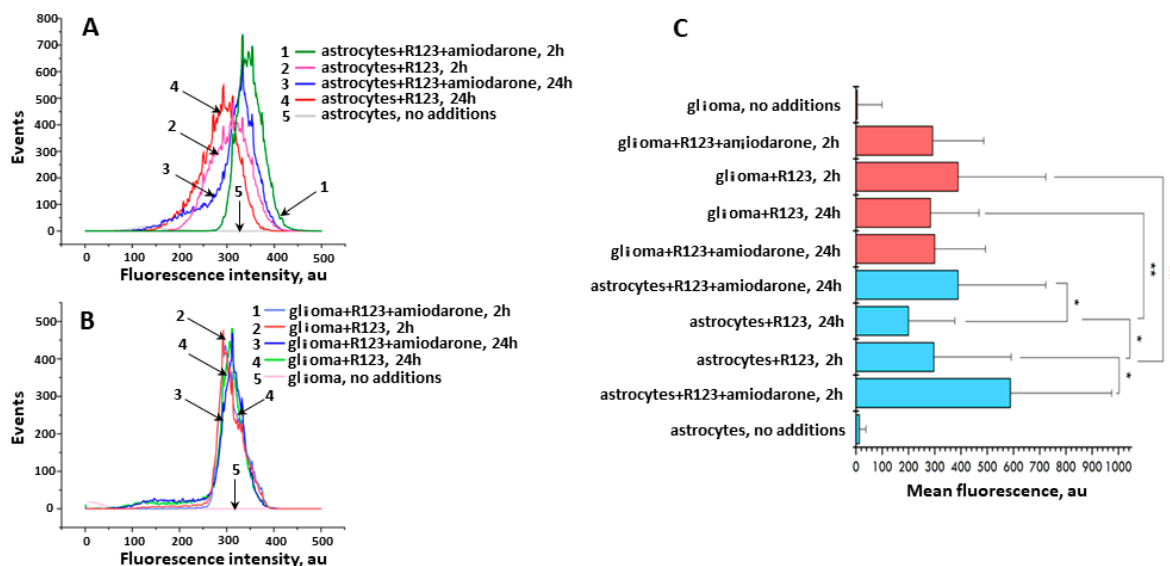 A
800
700
600
500
400
300
200
100
0
Events
0 100 200 300 400 500
Fluorescence intensity, au
1 astrocytes+R123+amiodarone, 2h
2 astrocytes+R123, 2h
3 astrocytes+R123+amiodarone, 24h
4 astrocytes+R123, 24h
5 astrocytes, no additions
4
2
3
5
1
B
500
400
300
200
100
0
Events
0 100 200 300 400 500
Fluorescence intensity, au
1 glioma+R123+amiodarone, 2h
2 glioma+R123, 2h
3 glioma+R123+amiodarone, 24h
4 glioma+R123, 24h
5 glioma, no additions
2
4
3
4
5
C
glioma, no additions
glioma+R123+amiodarone, 2h
glioma+R123, 2h
glioma+R123, 24h
glioma+R123+amiodarone, 24h
astrocytes+R123+amiodarone, 24h
astrocytes+R123, 24h
astrocytes+R123, 2h
astrocytes+R123+amiodarone, 2h
astrocytes, no additions
0 100 200 300 400 500 600 700 800 900 1000
Mean fluorescence, au
*
**
*
*